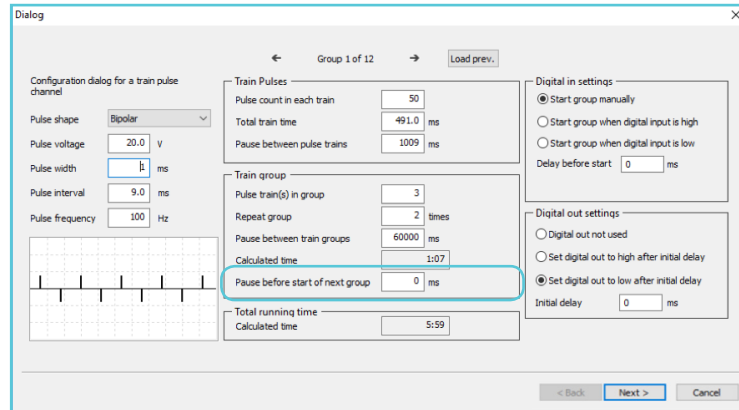 Dialog
Group 1 of 12
Load prev.
Configuration dialog for a train pulse
channel
Pulse shape Bipolar
Pulse voltage 20.0 V
Pulse width 1 ms
Pulse interval 9.0 ms
Pulse frequency 100 Hz
Train Pulses
Pulse count in each train 50
Total train time 491.0 ms
Pause between pulse trains 1009 ms
Train group
Pulse train(s) in group 3
Repeat group 2 times
Pause between train groups 60000 ms
Calculated time 1:07
Pause before start of next group 0 ms
Total running time
Calculated time 5:59
Digital in settings
Start group manually
Start group when digital input is high
Start group when digital input is low
Delay before start 0 ms
Digital out settings
Digital out not used
Set digital out to high after initial delay
Set digital out to low after initial delay
Initial delay 0 ms
< Back Next > Cancel